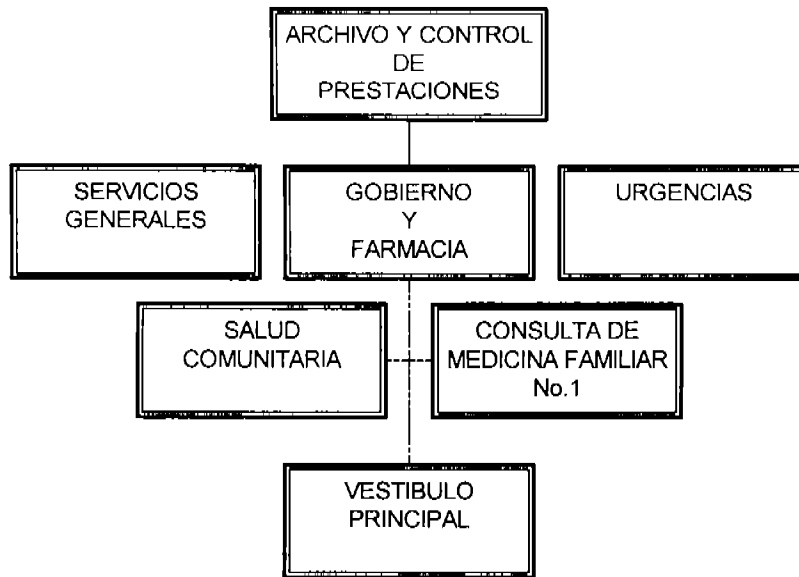 ARCHIVO Y CONTROL
DE
PRESTACIONES
SERVICIOS
GENERALES
GOBIERNO
Y
FARMACIA
URGENCIAS
SALUD
COMUNITARIA
CONSULTA DE
MEDICINA FAMILIAR
No.1
VESTIBULO
PRINCIPAL